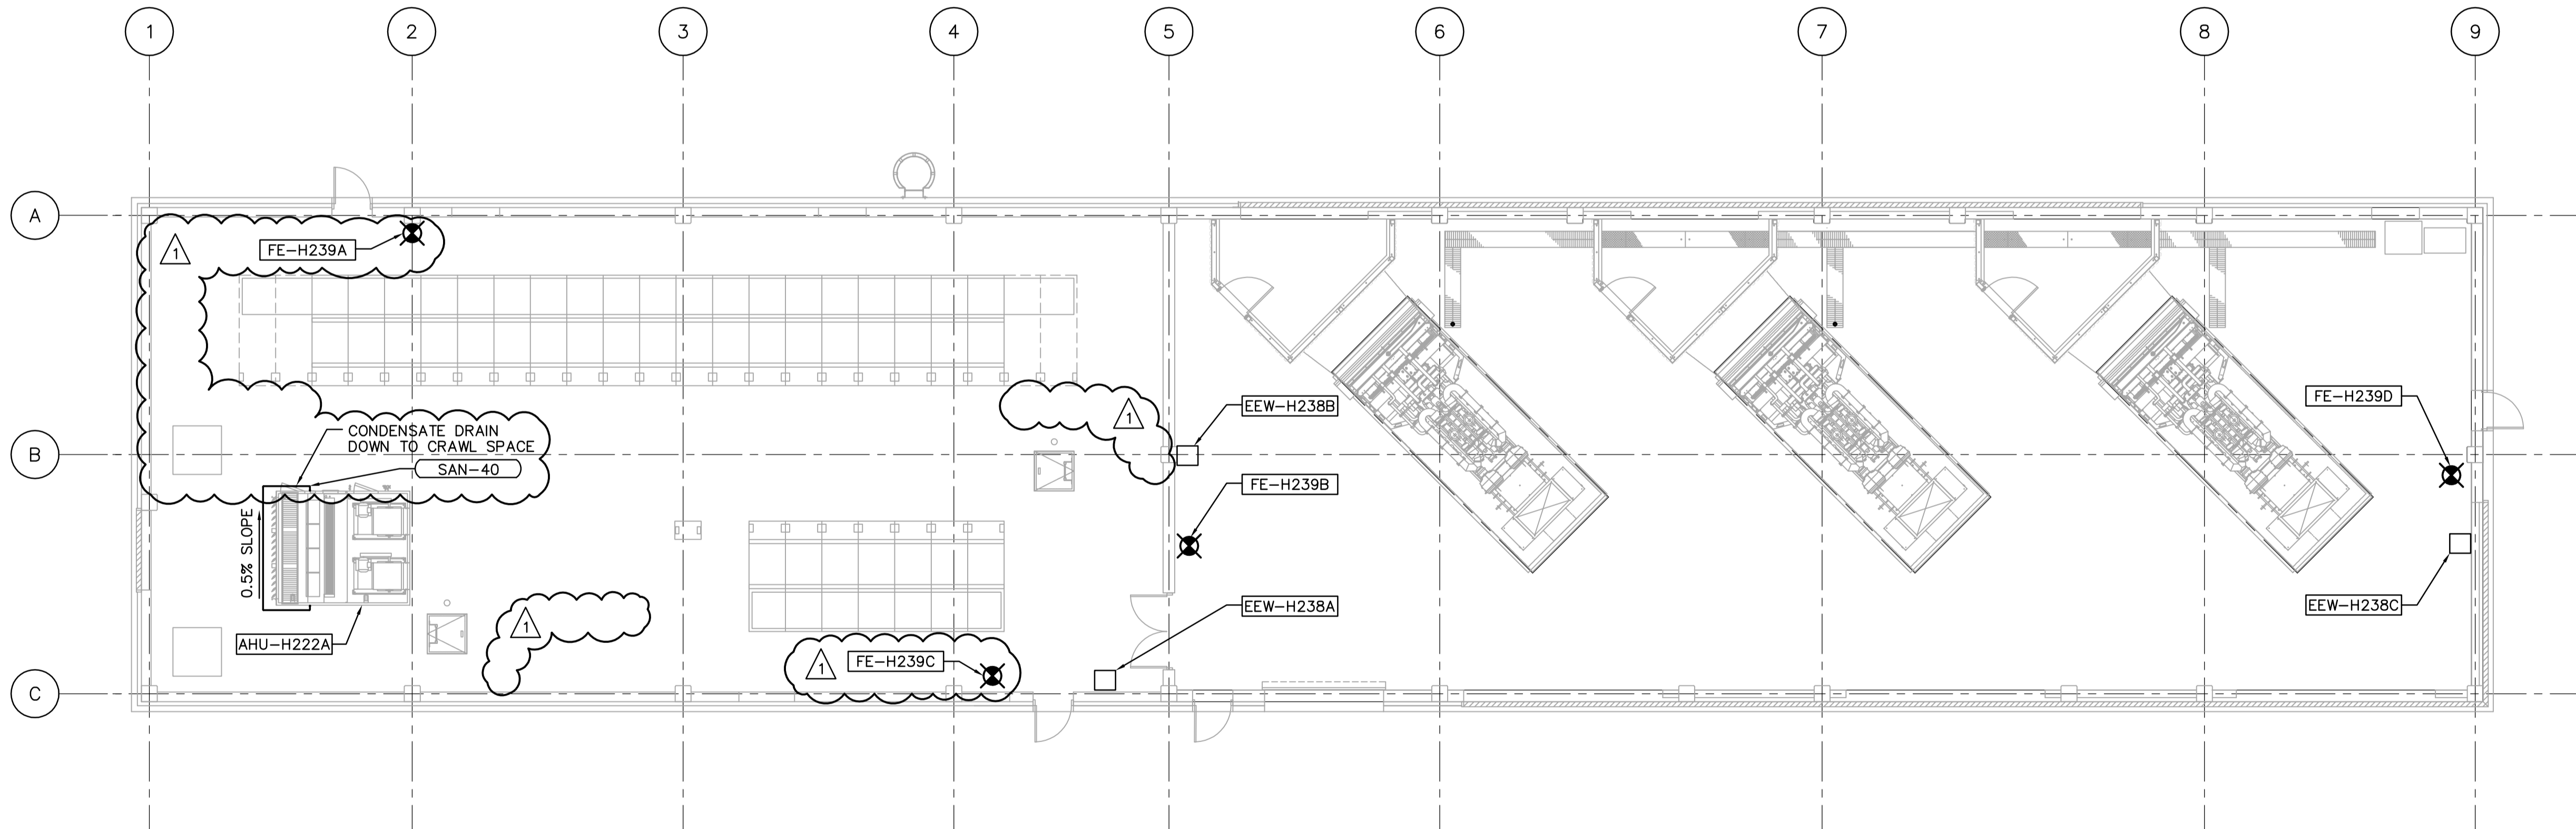 1
2
3
4
5
6
7
8
9
A
1
FE-H239A
EEW-H238B
1
FE-H239D
CONDENSATE DRAIN
DOWN TO CRAWL SPACE
B
SAN-40
FE-H239B
0.5% SLOPE
EEW-H238A
EEW-H238C
1
AHU-H222A
1
FE-H239C
C